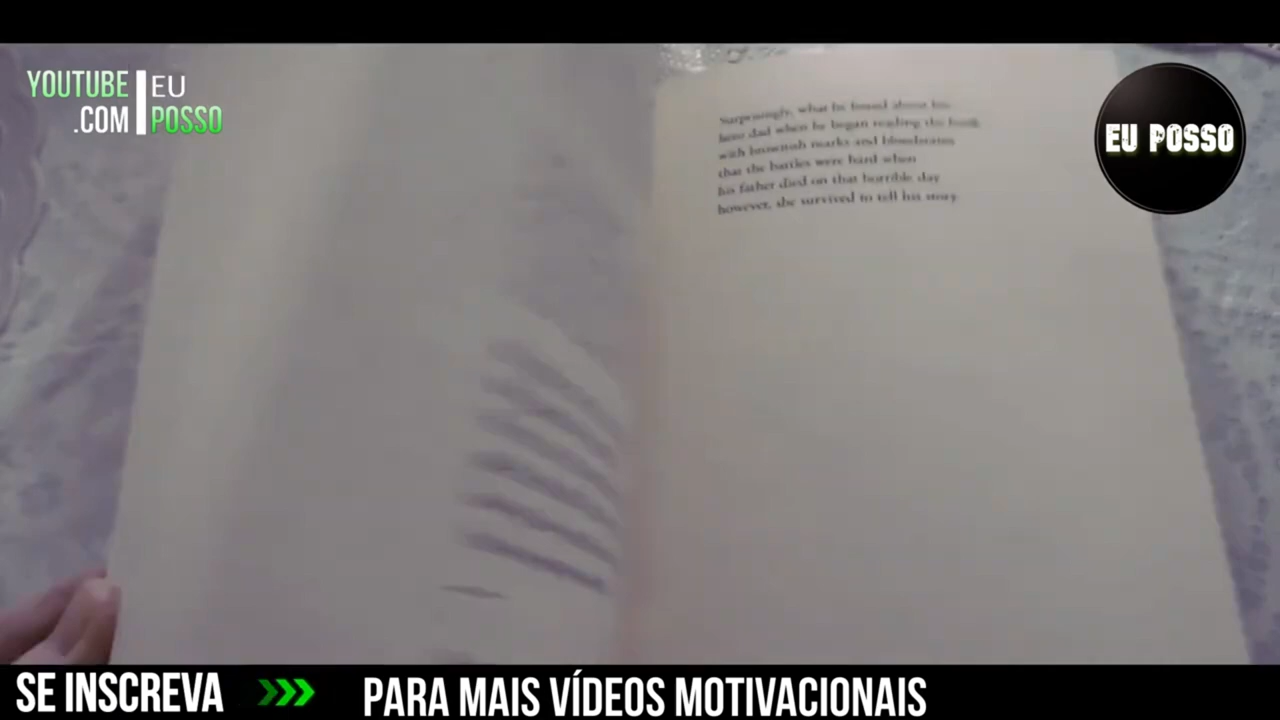 YOUTUBE EU
.COM POSSO
EU POSSO
Surprisingly, what he found about his
hero dad when he began reading the book
with brownish marks and bloodstains
that the battles were hard when
his father died on that horrible day
however, she survived to tell his story
SE INSCREVA >>> PARA MAIS VÍDEOS MOTIVACIONAIS